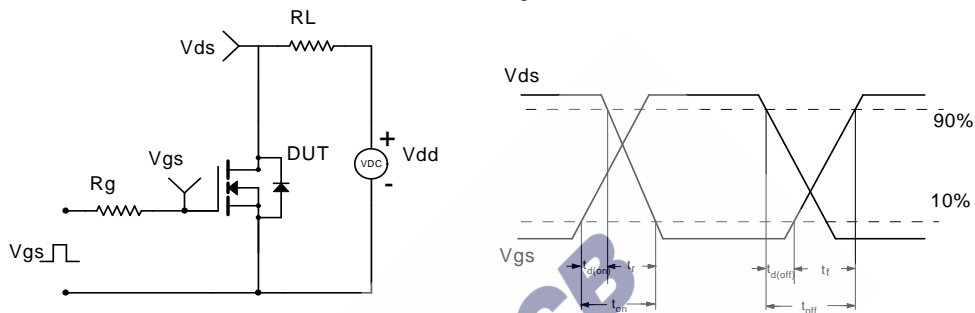 RL
Vds
Vgs
DUT
VDC
+
Vdd
-
Rg
Vgs
Vds
90%
10%
Vgs
td(on)
tr
ton
td(off)
tf
toff